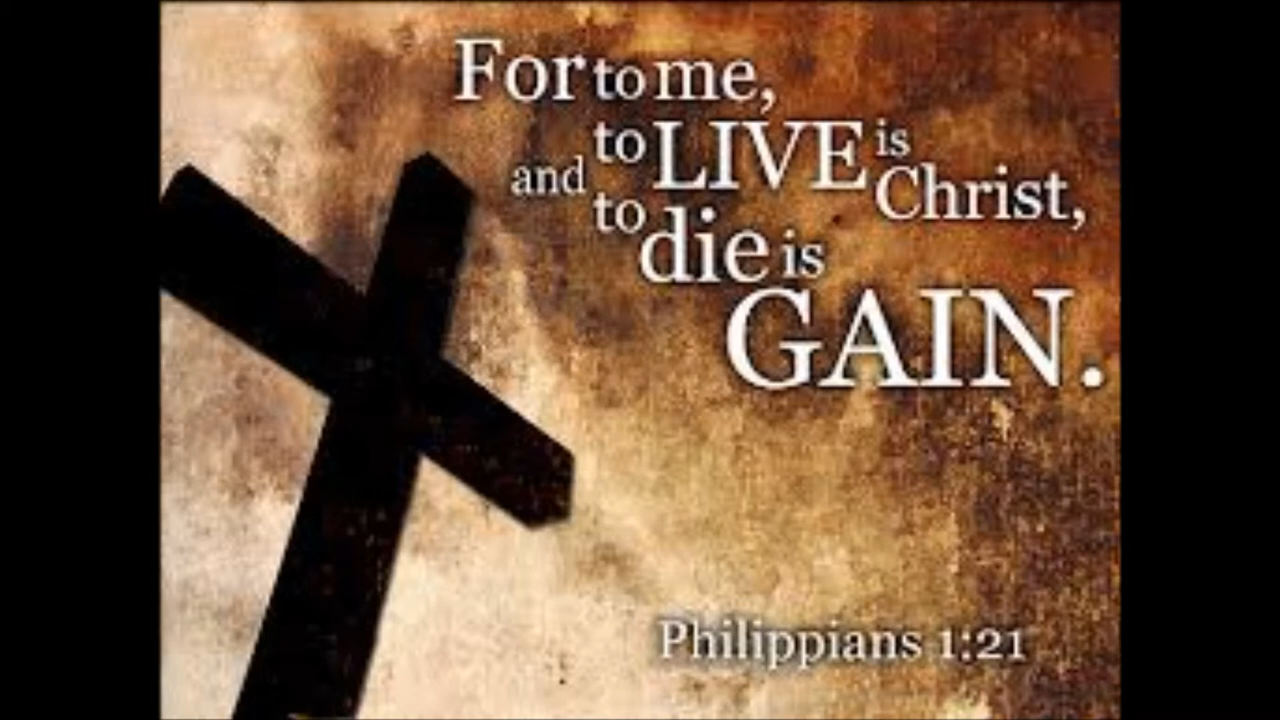 For to me,
to LIVE is Christ,
and to die is
GAIN.
Philippians 1:21